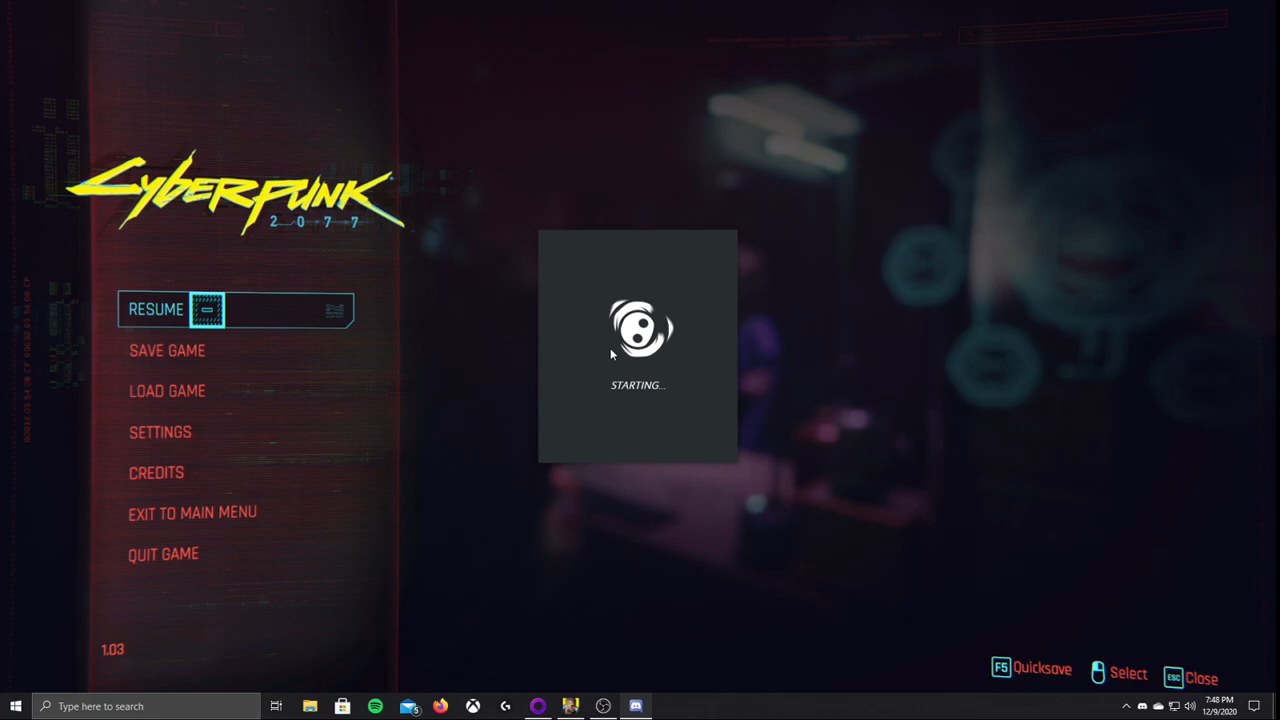 CYBERPUNK
2077
RESUME
SAVE GAME
LOAD GAME
SETTINGS
CREDITS
EXIT TO MAIN MENU
QUIT GAME
1.03
STARTING...
F5 Quicksave
Select
ESC Close
Type here to search
5
7:48 PM
12/9/2020